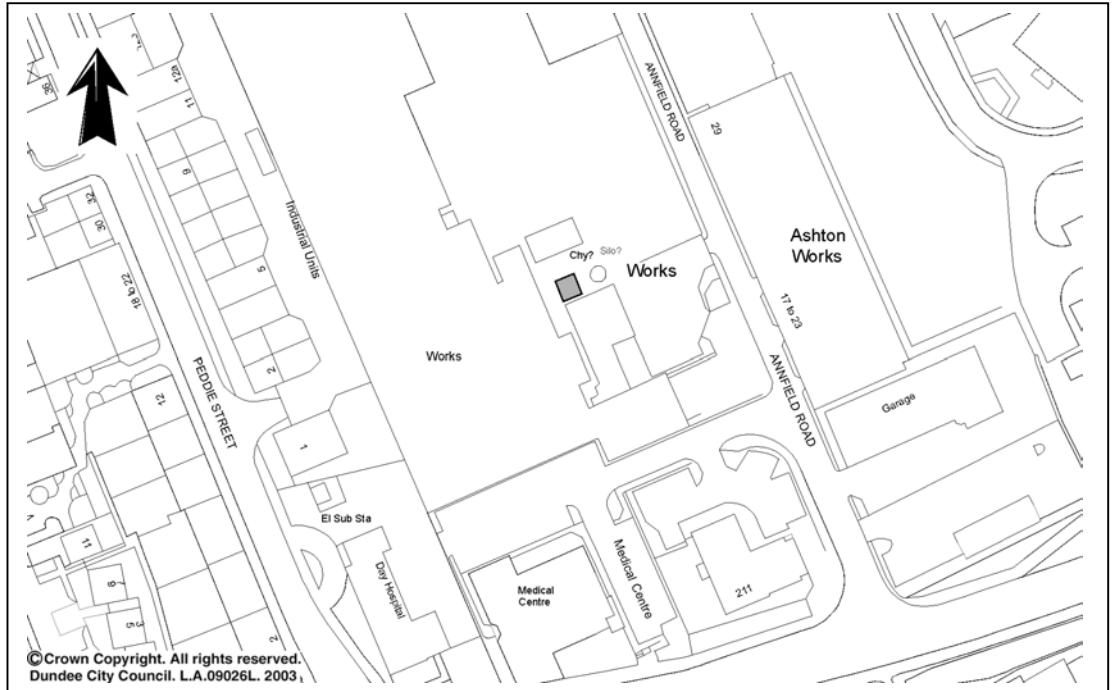 36
12a
11
9
5
2
1
32
30
18 to 22
12
11
9
7
5
3
2
PEDDIE STREET
Industrial Units
Works
El Sub Sta
Day Hospital
Medical
Centre
Medical Centre
211
Chy?
Silo?
Works
ANNFIELD ROAD
29
Ashton
Works
17 to 23
ANNFIELD ROAD
Garage
©Crown Copyright. All rights reserved.
Dundee City Council. L.A.09026L. 2003